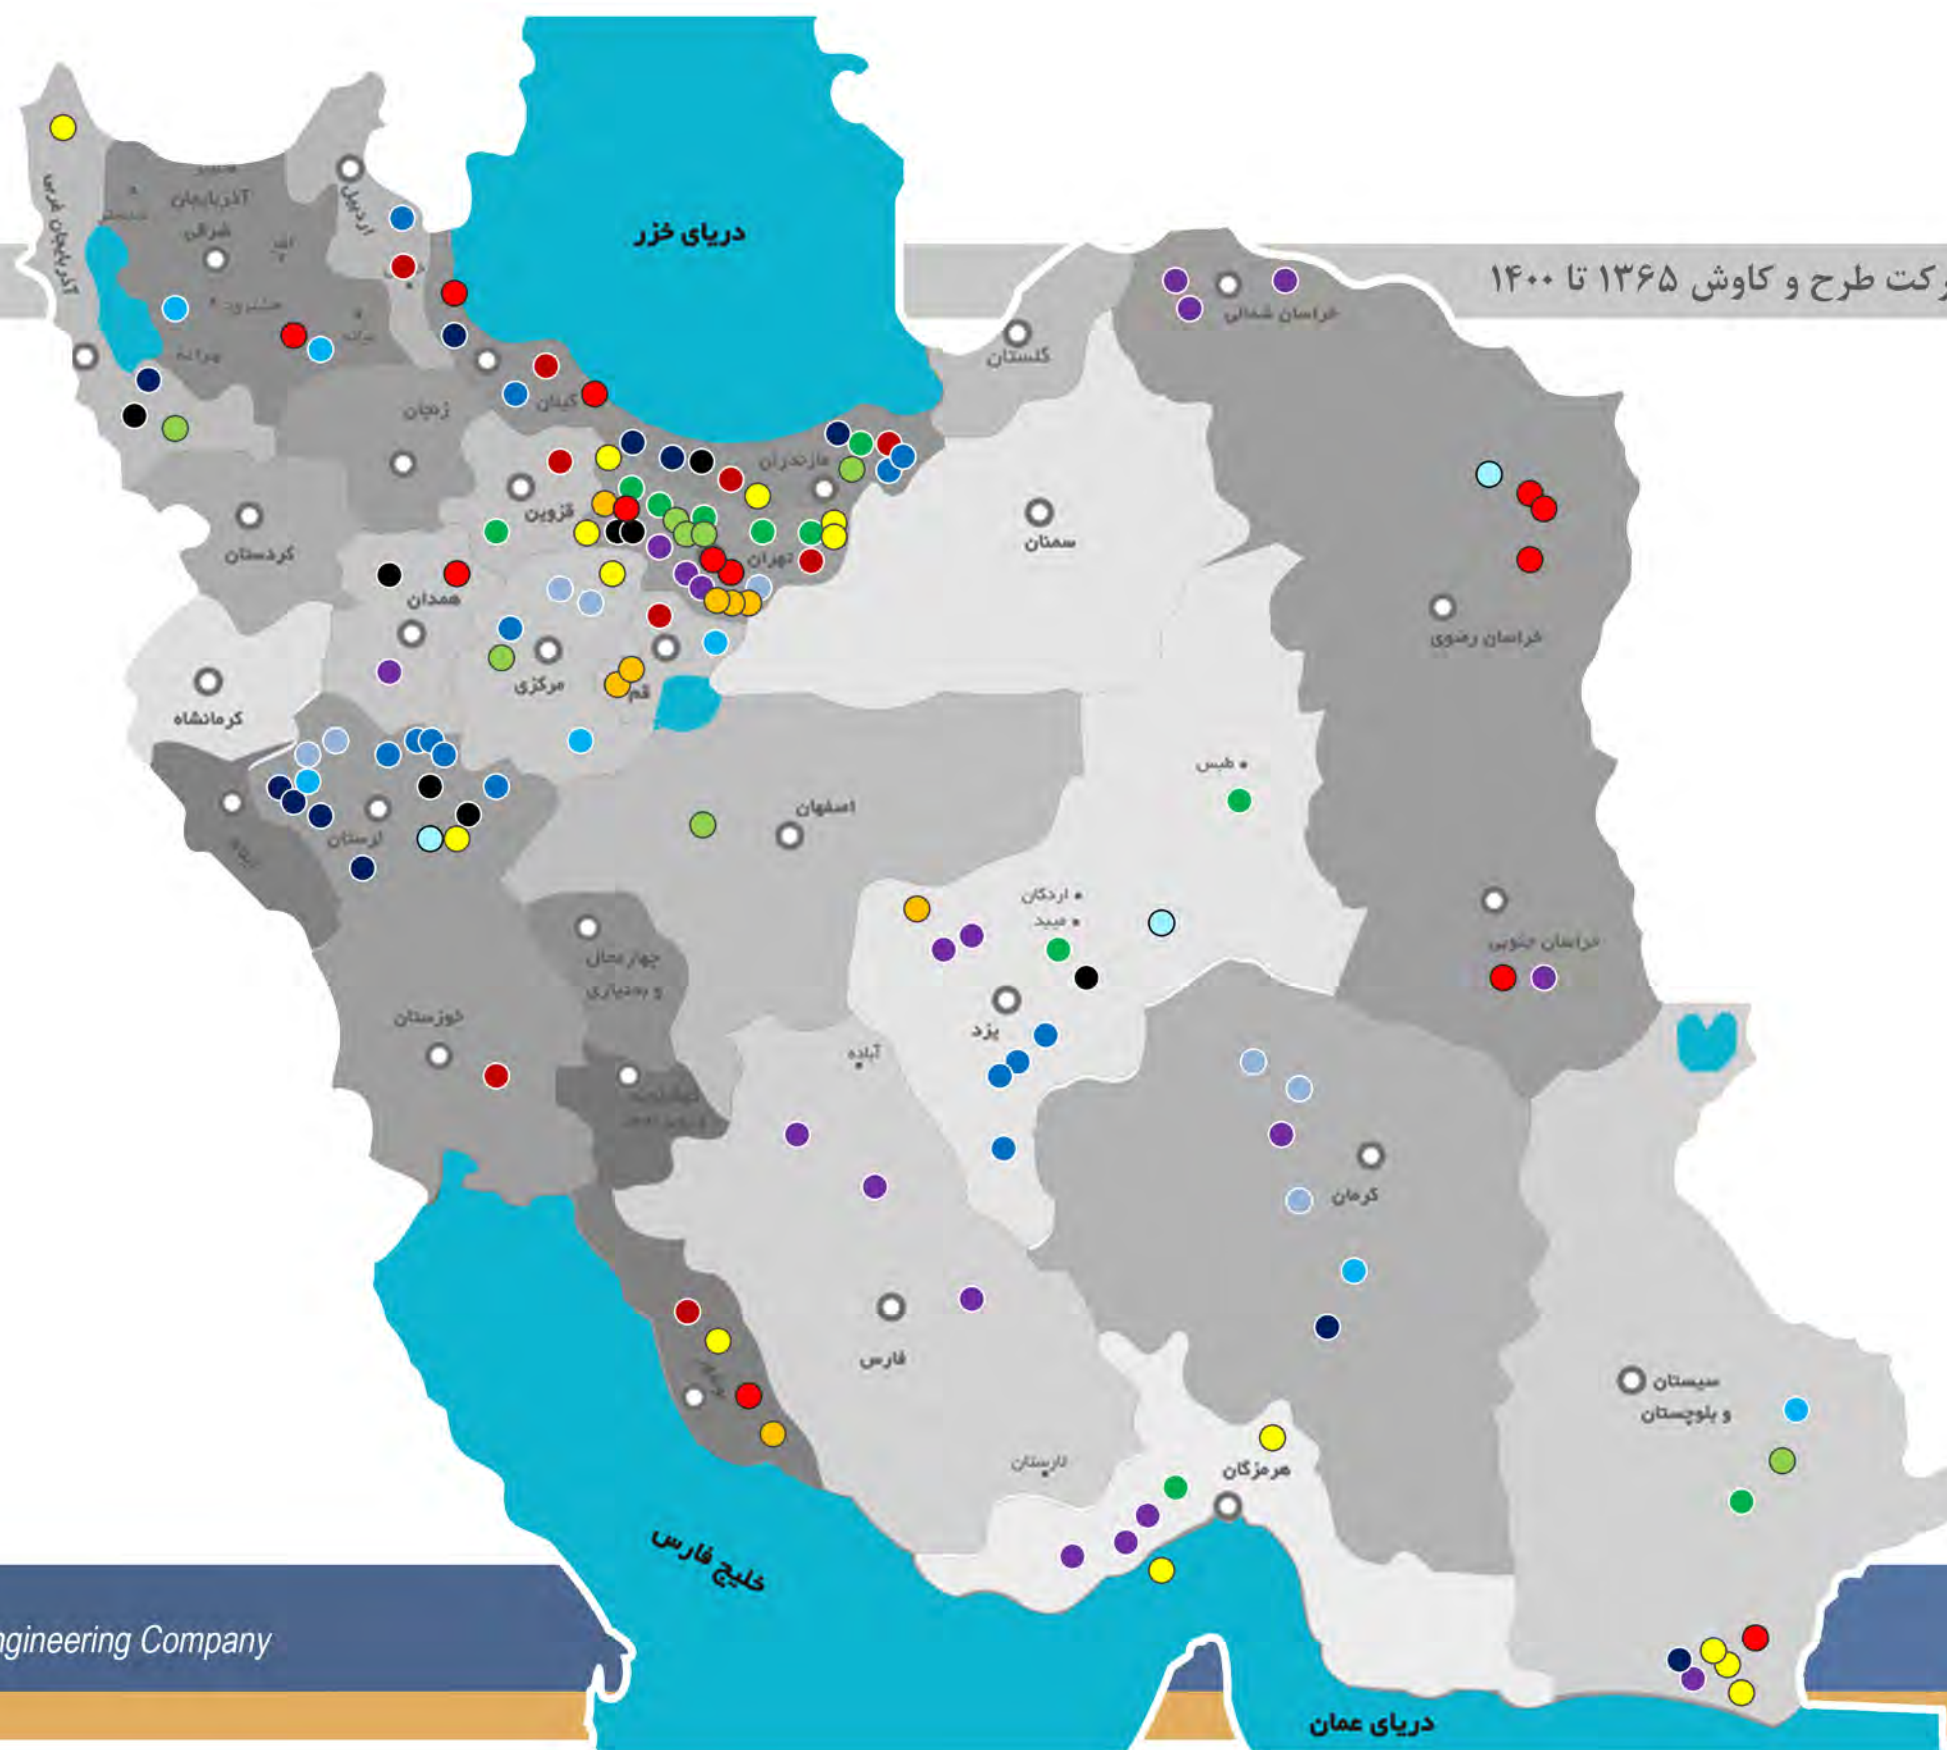 دریای خزر
رکت طرح و کاوش ۱۳۶۵ تا ۱۴۰۰
آذربایجان
شرقی
آذربایجان غربی
اردبیل
خراسان شمالی
گلستان
زنجان
گیلان
مازندران
قزوین
سمنان
کردستان
تهران
همدان
خراسان رضوی
مرکزی
قم
کرمانشاه
طبس
اصفهان
لرستان
اردکان
میبد
خراسان جنوبی
چهارمحال
و بختیاری
خوزستان
یزد
آباده
کرمان
فارس
سیستان
و بلوچستان
لارستان
هرمزگان
خلیج فارس
ngineering Company
دریای عمان